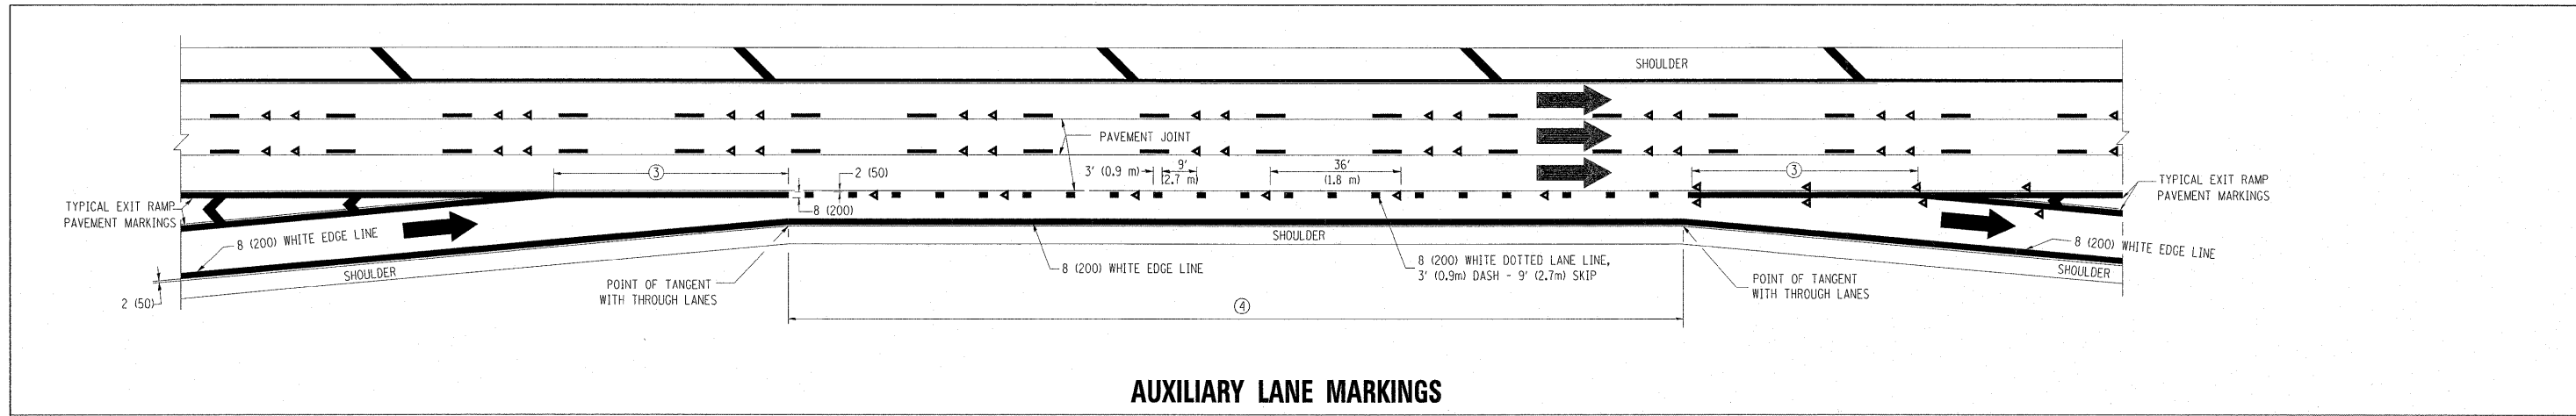 SHOULDER
PAVEMENT JOINT
3' (0.9 m)
9'
2.7 m)
36'
(1.8 m)
3
2 (50)
3
TYPICAL EXIT RAMP
PAVEMENT MARKINGS
8 (200)
TYPICAL EXIT RAMP
PAVEMENT MARKINGS
8 (200) WHITE EDGE LINE
SHOULDER
2 (50)
POINT OF TANGENT
WITH THROUGH LANES
8 (200) WHITE EDGE LINE
SHOULDER
8 (200) WHITE DOTTED LANE LINE,
3' (0.9m) DASH - 9' (2.7m) SKIP
POINT OF TANGENT
WITH THROUGH LANES
8 (200) WHITE EDGE LINE
SHOULDER
4
AUXILIARY LANE MARKINGS